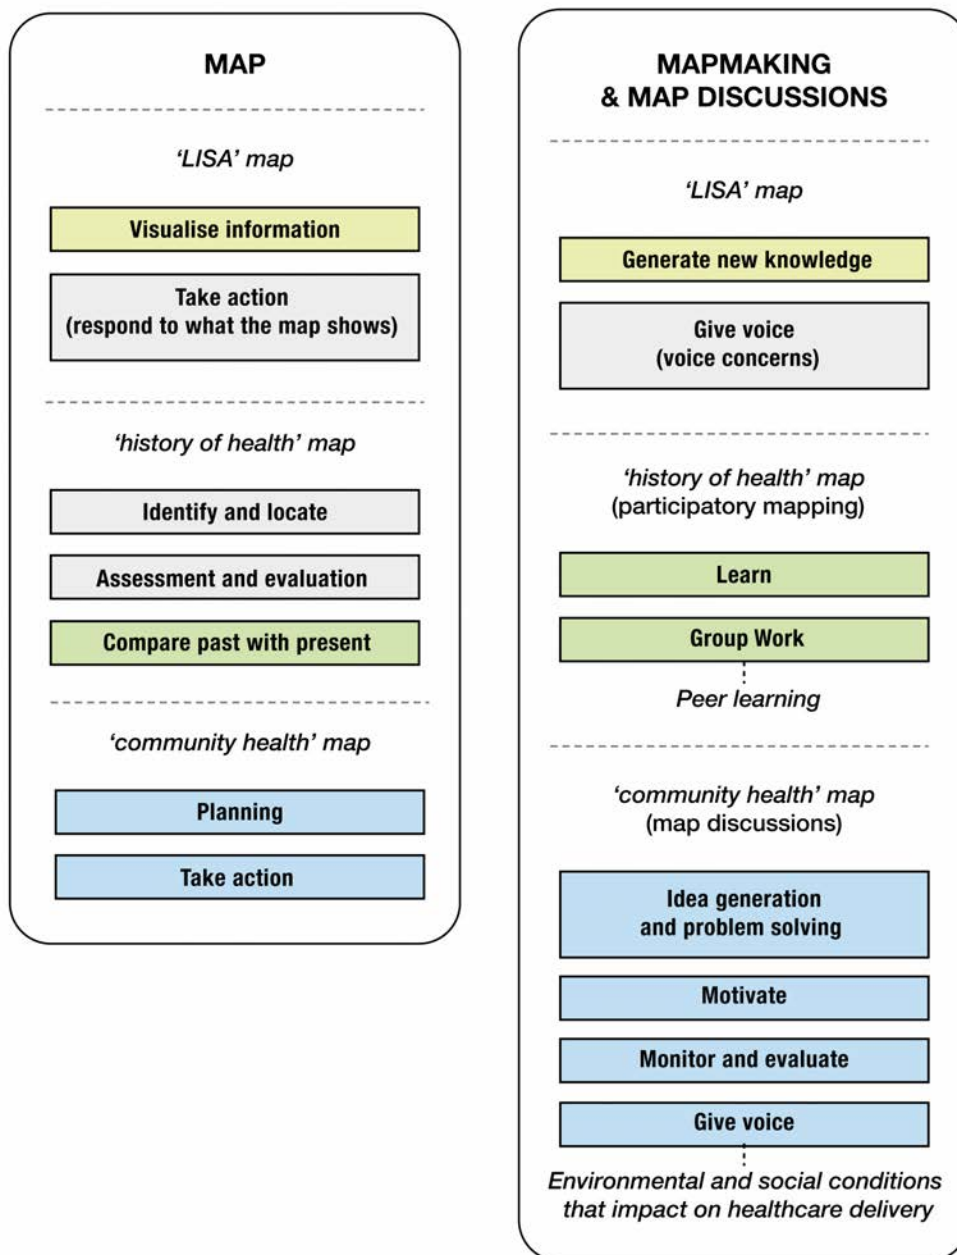 MAP
‘LISA’ map
Visualise information
Take action
(respond to what the map shows)
‘history of health’ map
Identify and locate
Assessment and evaluation
Compare past with present
‘community health’ map
Planning
Take action
MAPMAKING
& MAP DISCUSSIONS
‘LISA’ map
Generate new knowledge
Give voice
(voice concerns)
‘history of health’ map
(participatory mapping)
Learn
Group Work
Peer learning
‘community health’ map
(map discussions)
Idea generation
and problem solving
Motivate
Monitor and evaluate
Give voice
Environmental and social conditions
that impact on healthcare delivery